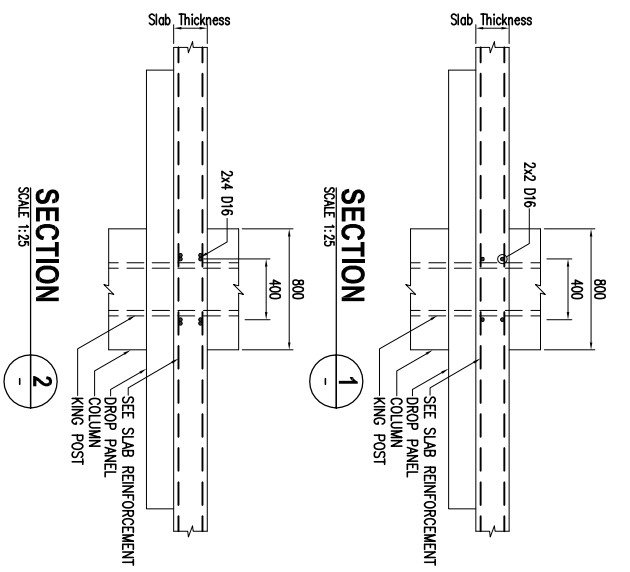 Slab Thickness
2x4 D16
800
400
SEE SLAB REINFORCEMENT
DROP PANEL
COLUMN
KING POST
SECTION
SCALE 1:25
2
-
Slab Thickness
2x2 D16
800
400
SEE SLAB REINFORCEMENT
DROP PANEL
COLUMN
KING POST
SECTION
SCALE 1:25
1
-